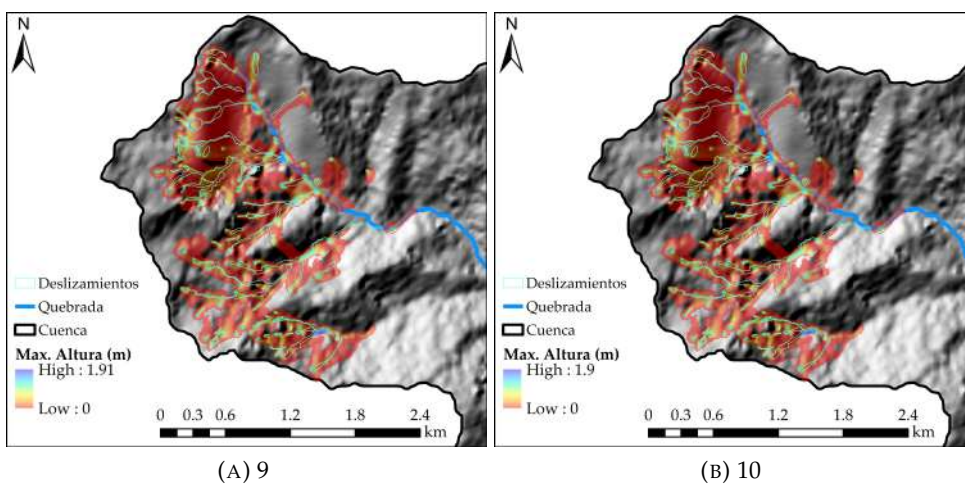 N
Deslizamientos
Quebrada
Cuenca
Max. Altura (m)
High : 1.91
Low : 0
0 0.3 0.6 1.2 1.8 2.4
km
(A) 9
N
Deslizamientos
Quebrada
Cuenca
Max. Altura (m)
High : 1.9
Low : 0
0 0.3 0.6 1.2 1.8 2.4
km
(B) 10